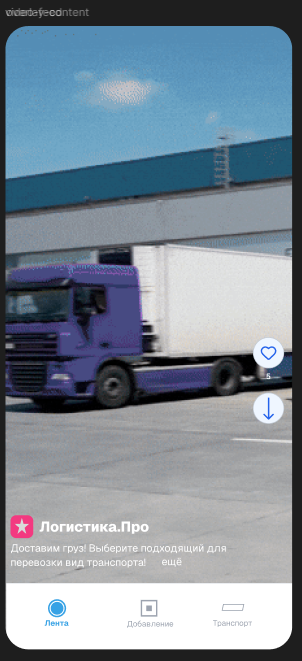 5
Логистика.Про
Доставим груз! Выберите подходящий для
перевозки вид транспорта! ещё
Лента
Добавление
Транспорт